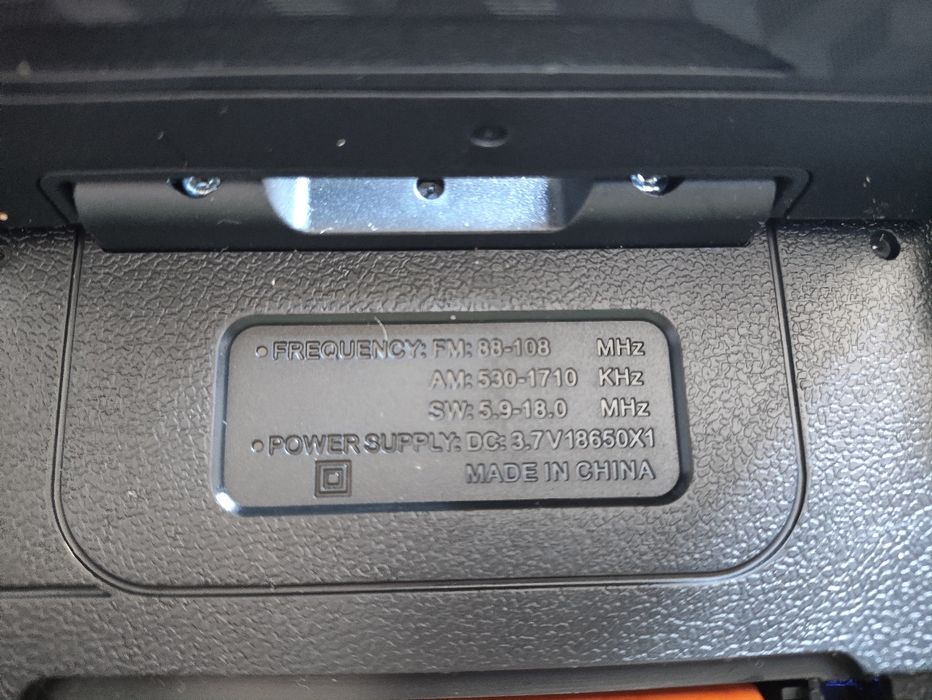 • FREQUENCY: FM: 88-108 MHz
AM: 530-1710 KHz
SW: 5.9-18.0 MHz
• POWER SUPPLY: DC: 3.7V18650X1
MADE IN CHINA